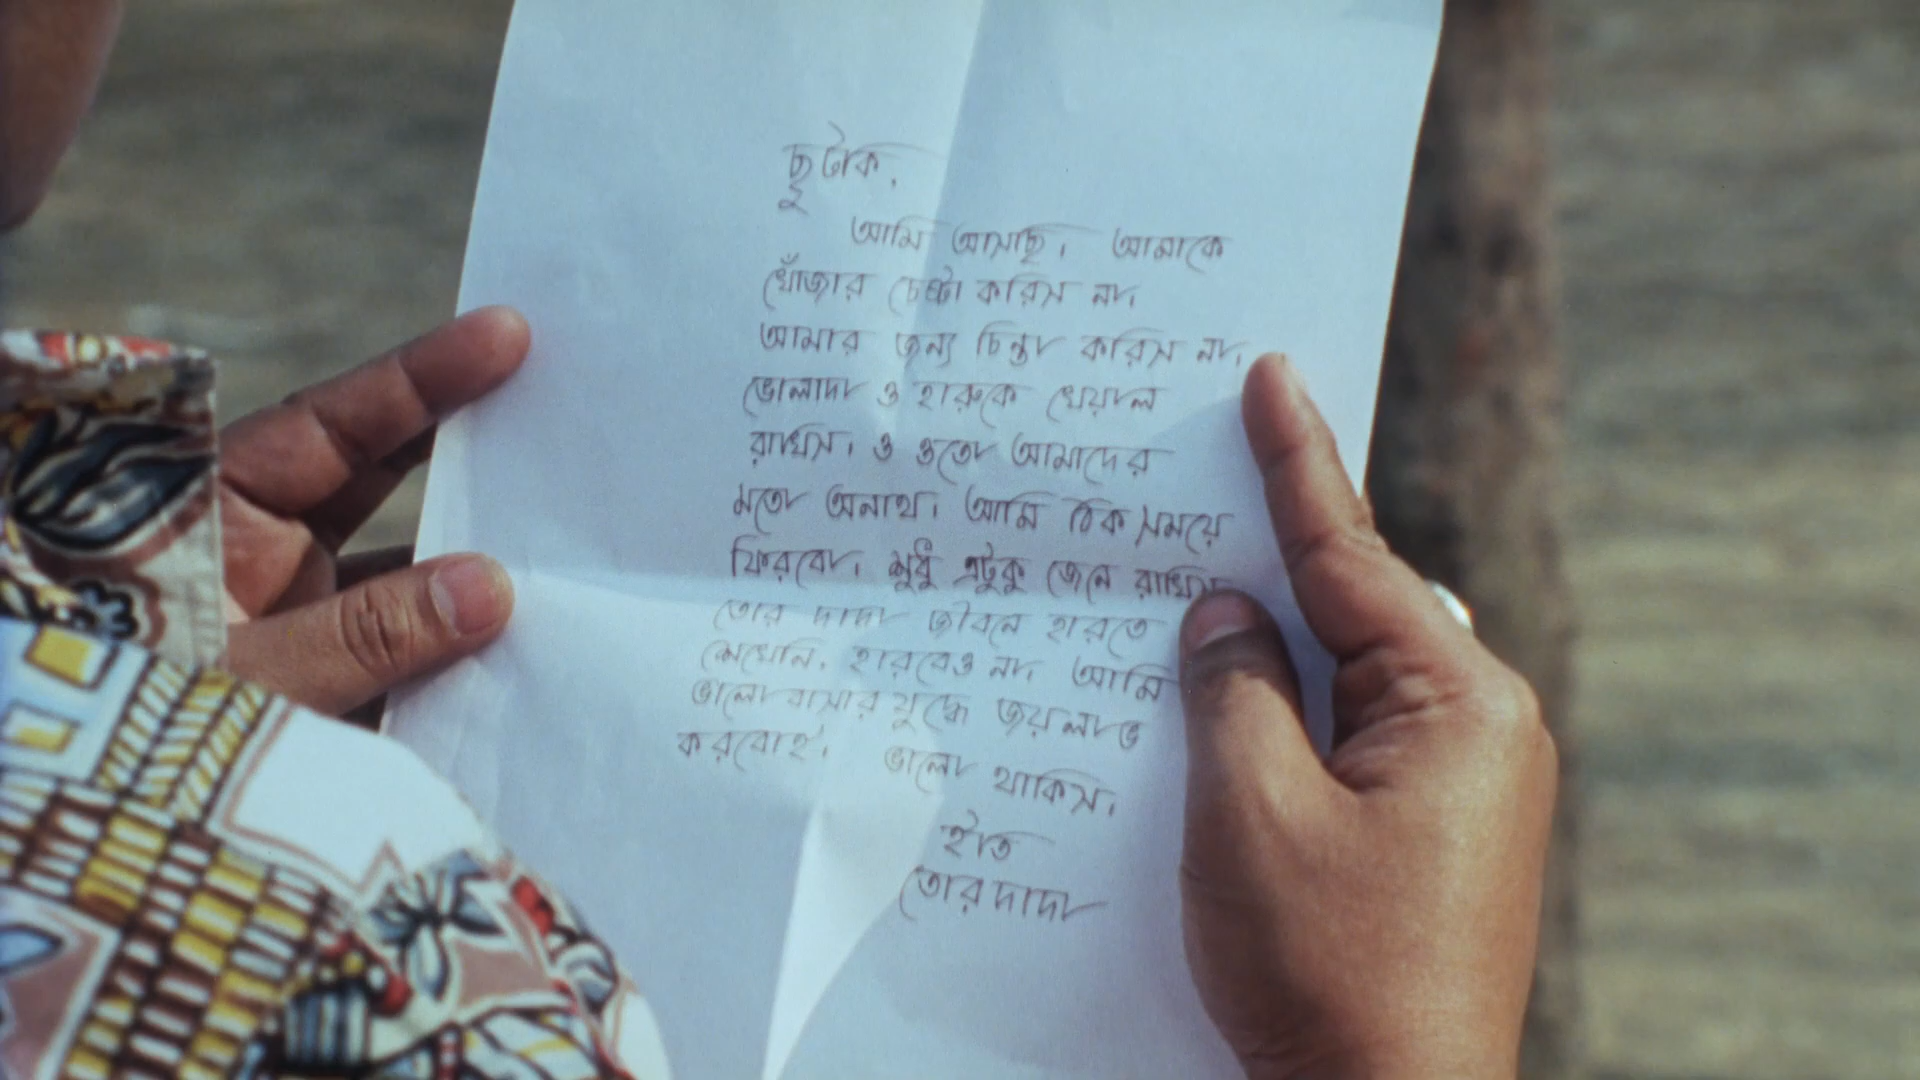 ছুটকি,
আমি আসছি। আমাকে
খোঁজার চেষ্টা করিস না।
আমার জন্য চিন্তা করিস না।
ভোলাদা ও হারুকে খেয়াল
রাখিস। ও ওতো আমাদের
মতো অনাথ। আমি ঠিক সময়ে
ফিরবো। শুধু এটুকু জেনে রাখিস
তোর দাদা জীবনে হারতে
শেখেনি, হারবেও না। আমি
ভালোবাসার যুদ্ধে জয়লাভ
করবোই। ভালো থাকিস।
ইতি
তোর দাদা